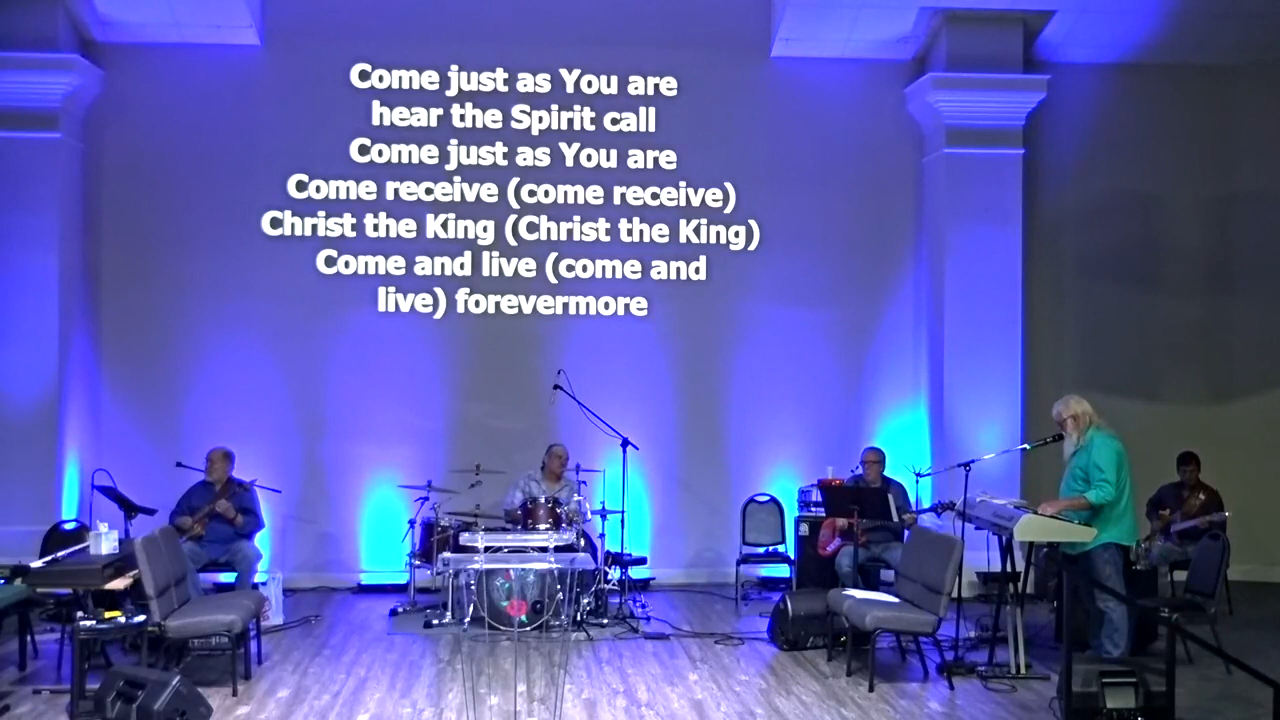 Come just as You are
hear the Spirit call
Come just as You are
Come receive (come receive)
Christ the King (Christ the King)
Come and live (come and
live) forevermore